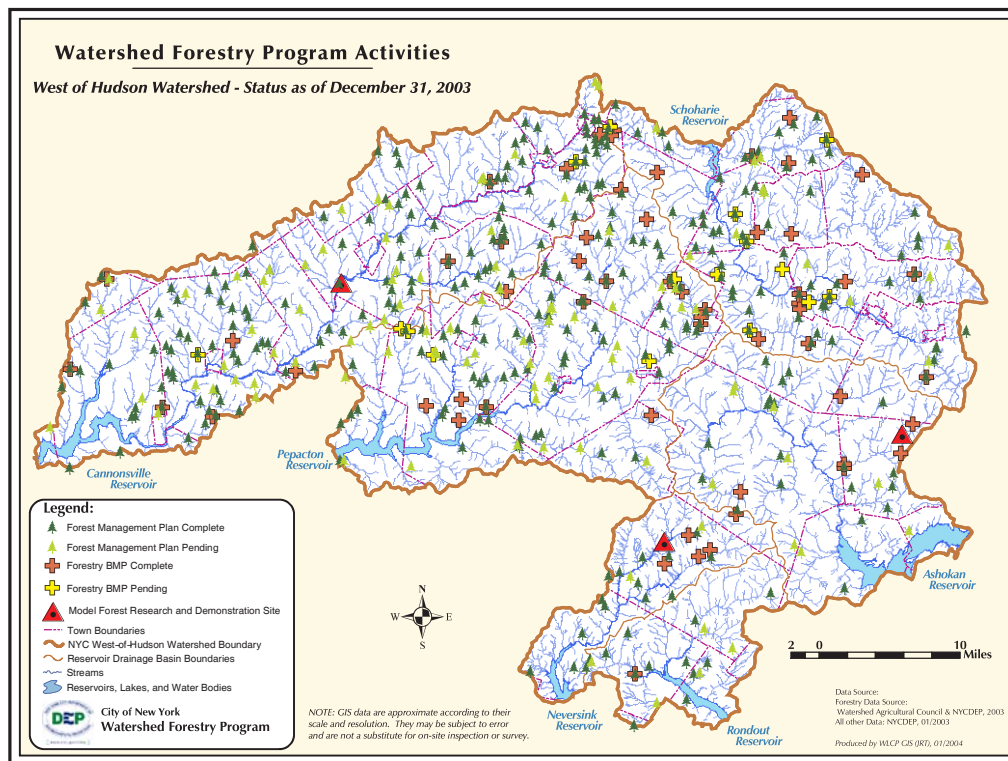 Watershed Forestry Program Activities
West of Hudson Watershed - Status as of December 31, 2003
Schoharie
Reservoir
Cannonsville
Reservoir
Pepacton
Reservoir
Ashokan
Reservoir
Neversink
Reservoir
Rondout
Reservoir
Legend:
Forest Management Plan Complete
Forest Management Plan Pending
Forestry BMP Complete
Forestry BMP Pending
Model Forest Research and Demonstration Site
Town Boundaries
NYC West-of-Hudson Watershed Boundary
Reservoir Drainage Basin Boundaries
Streams
Reservoirs, Lakes, and Water Bodies
DEP
City of New York
Watershed Forestry Program
N
W E
S
2 0 10
Miles
NOTE: GIS data are approximate according to their
scale and resolution. They may be subject to error
and are not a substitute for on-site inspection or survey.
Data Source:
Forestry Data Source:
Watershed Agricultural Council & NYCDEP, 2003
All other Data: NYCDEP, 01/2003
Produced by WLCP GIS (JRT), 01/2004